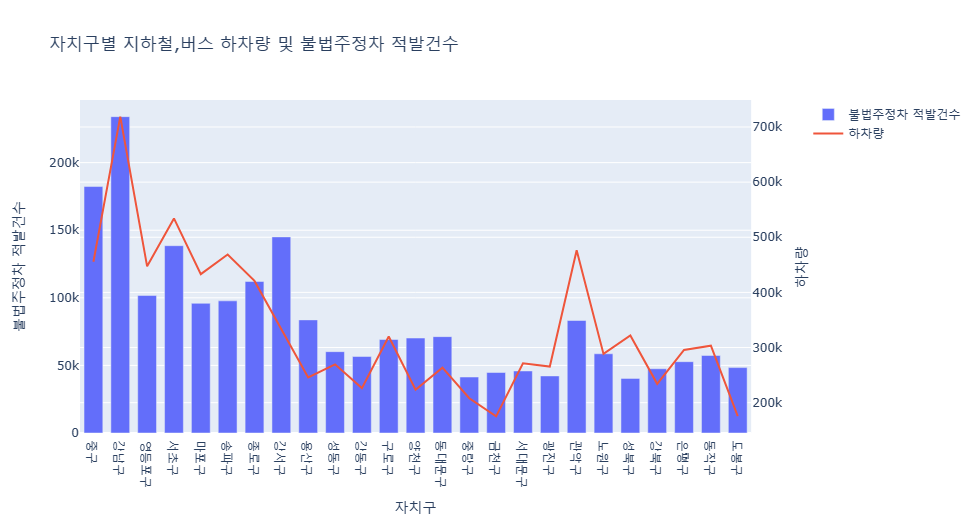 자치구별 지하철,버스 하차량 및 불법주정차 적발건수
불법주정차 적발건수
하차량
불법주정차 적발건수
200k
150k
100k
50k
0
700k
600k
500k
400k
300k
200k
하차량
중구
강남구
영등포구
서초구
마포구
송파구
종로구
강서구
용산구
성동구
강동구
구로구
양천구
동대문구
중랑구
금천구
서대문구
광진구
관악구
노원구
성북구
강북구
은평구
동작구
도봉구
자치구